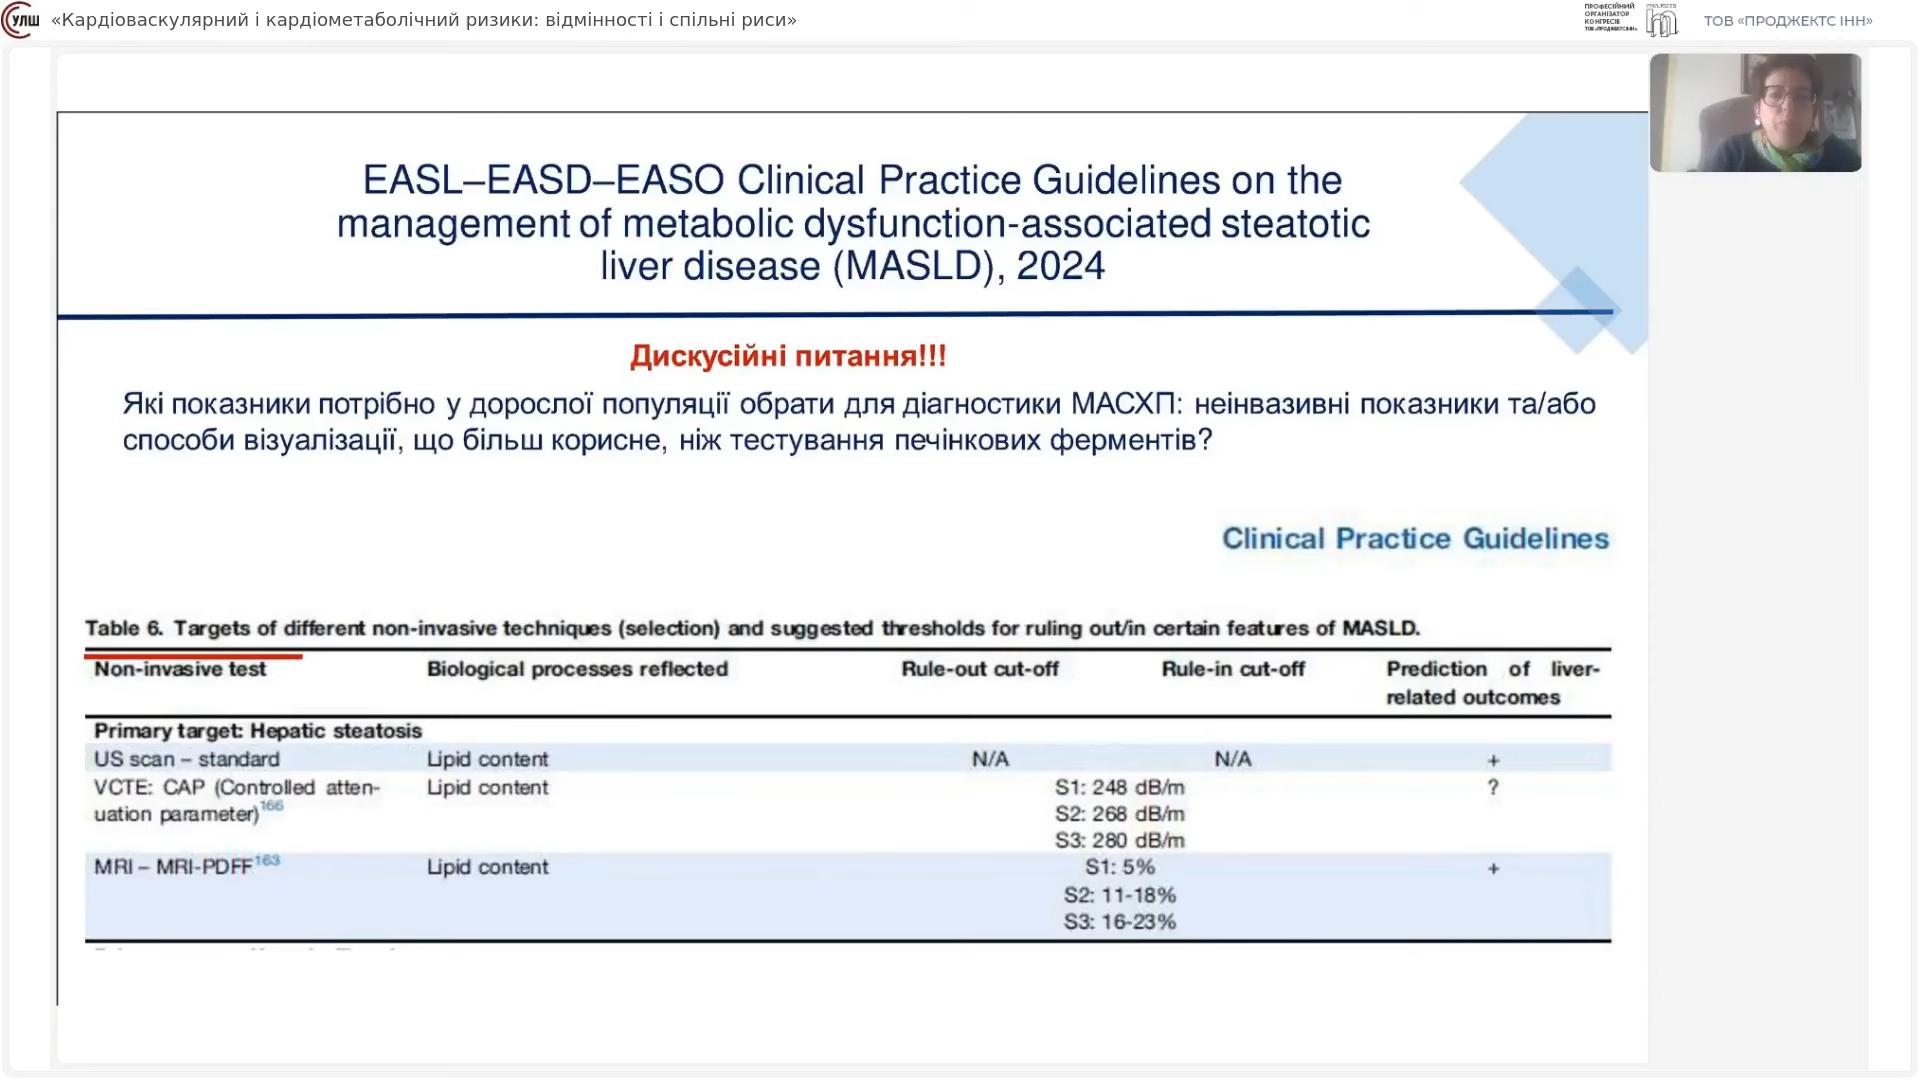 УЛШ «Кардіоваскулярний і кардіометаболічний ризики: відмінності і спільні риси»
ПРОФЕСІЙНИЙ
ОРГАНІЗАТОР
КОНГРЕСІВ
ТОВ «ПРОДЖЕКТС ІНН»
EASL–EASD–EASO Clinical Practice Guidelines on the
management of metabolic dysfunction-associated steatotic
liver disease (MASLD), 2024
Дискусійні питання!!!
Які показники потрібно у дорослої популяції обрати для діагностики МАСХП: неінвазивні показники та/або
способи візуалізації, що більш корисне, ніж тестування печінкових ферментів?
Clinical Practice Guidelines
Table 6. Targets of different non-invasive techniques (selection) and suggested thresholds for ruling out/in certain features of MASLD.
Non-invasive test Biological processes reflected Rule-out cut-off Rule-in cut-off Prediction of liver-
related outcomes
Primary target: Hepatic steatosis
US scan – standard Lipid content N/A N/A +
VCTE: CAP (Controlled atten- Lipid content S1: 248 dB/m ?
uation parameter)166 S2: 268 dB/m
S3: 280 dB/m
MRI – MRI-PDFF163 Lipid content S1: 5% +
S2: 11-18%
S3: 16-23%